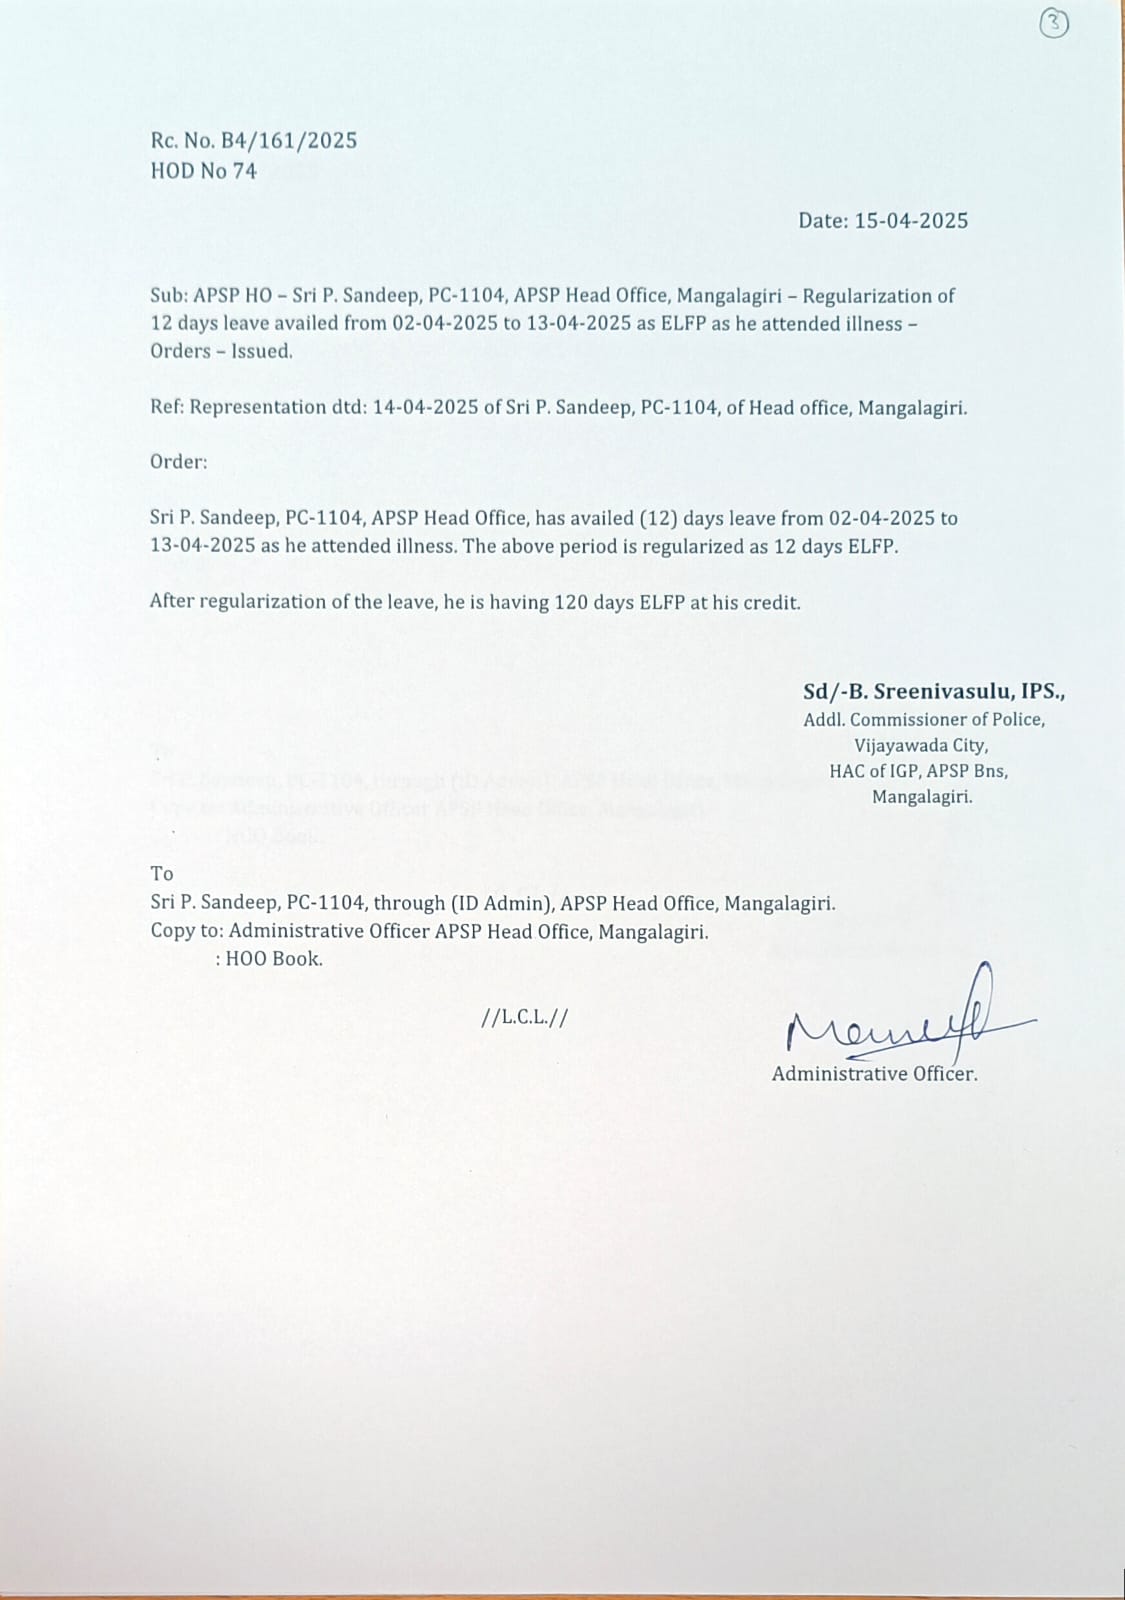 3
Rc. No. B4/161/2025
HOD No 74
Date: 15-04-2025
Sub: APSP HO – Sri P. Sandeep, PC-1104, APSP Head Office, Mangalagiri – Regularization of
12 days leave availed from 02-04-2025 to 13-04-2025 as ELFP as he attended illness –
Orders – Issued.
Ref: Representation dtd: 14-04-2025 of Sri P. Sandeep, PC-1104, of Head office, Mangalagiri.
Order:
Sri P. Sandeep, PC-1104, APSP Head Office, has availed (12) days leave from 02-04-2025 to
13-04-2025 as he attended illness. The above period is regularized as 12 days ELFP.
After regularization of the leave, he is having 120 days ELFP at his credit.
Sd/-B. Sreenivasulu, IPS.,
Addl. Commissioner of Police,
Vijayawada City,
HAC of IGP, APSP Bns,
Mangalagiri.
To
Sri P. Sandeep, PC-1104, through (ID Admin), APSP Head Office, Mangalagiri.
Copy to: Administrative Officer APSP Head Office, Mangalagiri.
: HOO Book.
//L.C.L.//
Administrative Officer.